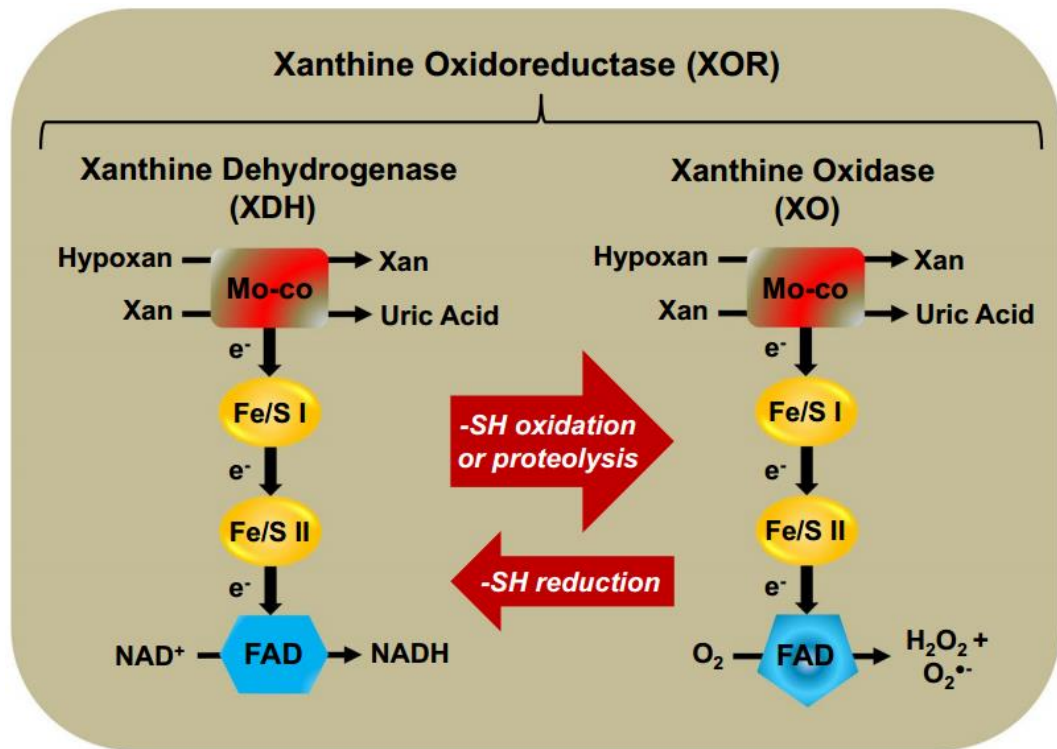 Xanthine Oxidoreductase (XOR)
Xanthine Dehydrogenase
(XDH)
Hypoxan
Xan
Mo-co
Xan
Uric Acid
e⁻
Fe/S I
e⁻
Fe/S II
e⁻
NAD⁺
FAD
NADH
-SH oxidation
or proteolysis
-SH reduction
Xanthine Oxidase
(XO)
Hypoxan
Xan
Mo-co
Xan
Uric Acid
e⁻
Fe/S I
e⁻
Fe/S II
e⁻
O₂
FAD
H₂O₂ +
O₂•⁻